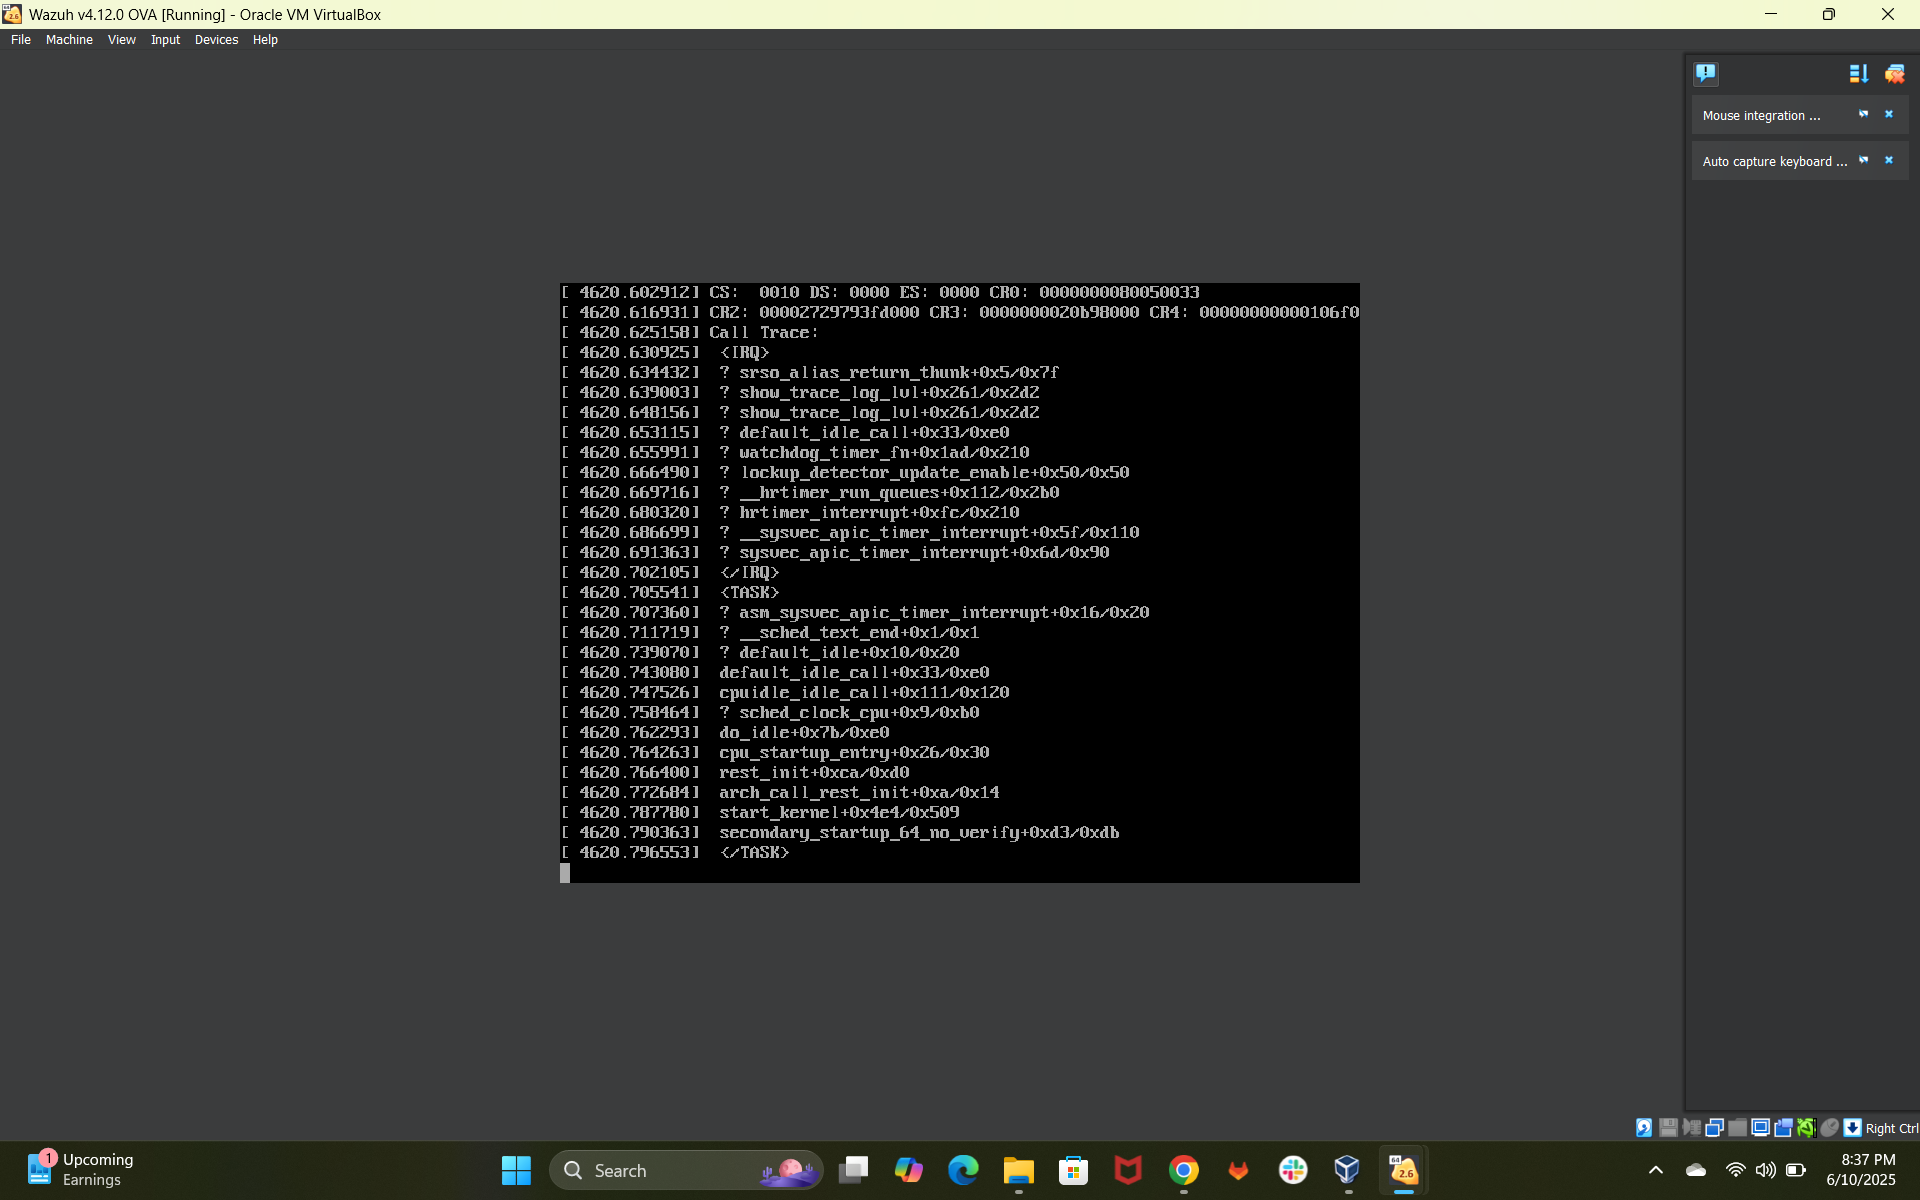 Wazuh v4.12.0 OVA [Running] - Oracle VM VirtualBox
File Machine View Input Devices Help
Mouse integration ...
Auto capture keyboard ...
[ 4620.602912] CS:  0010 DS: 0000 ES: 0000 CR0: 0000000080050033
[ 4620.616931] CR2: 00002729793fd000 CR3: 0000000020b98000 CR4: 00000000000106f0
[ 4620.625158] Call Trace:
[ 4620.630925]  <IRQ>
[ 4620.634432]  ? srso_alias_return_thunk+0x5/0x7f
[ 4620.639003]  ? show_trace_log_lvl+0x261/0x2d2
[ 4620.648156]  ? show_trace_log_lvl+0x261/0x2d2
[ 4620.653115]  ? default_idle_call+0x33/0xe0
[ 4620.655991]  ? watchdog_timer_fn+0x1ad/0x210
[ 4620.666490]  ? lockup_detector_update_enable+0x50/0x50
[ 4620.669716]  ? __hrtimer_run_queues+0x112/0x2b0
[ 4620.680320]  ? hrtimer_interrupt+0xfc/0x210
[ 4620.686699]  ? __sysvec_apic_timer_interrupt+0x5f/0x110
[ 4620.691363]  ? sysvec_apic_timer_interrupt+0x6d/0x90
[ 4620.702105]  </IRQ>
[ 4620.705541]  <TASK>
[ 4620.707360]  ? asm_sysvec_apic_timer_interrupt+0x16/0x20
[ 4620.711719]  ? __sched_text_end+0x1/0x1
[ 4620.739070]  ? default_idle+0x10/0x20
[ 4620.743080]  default_idle_call+0x33/0xe0
[ 4620.747526]  cpuidle_idle_call+0x111/0x120
[ 4620.758464]  ? sched_clock_cpu+0x9/0xb0
[ 4620.762293]  do_idle+0x7b/0xe0
[ 4620.764263]  cpu_startup_entry+0x26/0x30
[ 4620.766400]  rest_init+0xca/0xd0
[ 4620.772684]  arch_call_rest_init+0xa/0x14
[ 4620.787780]  start_kernel+0x4e4/0x509
[ 4620.790363]  secondary_startup_64_no_verify+0xd3/0xdb
[ 4620.796553]  </TASK>
Right Ctrl
1
Upcoming
Earnings
Search
8:37 PM
6/10/2025